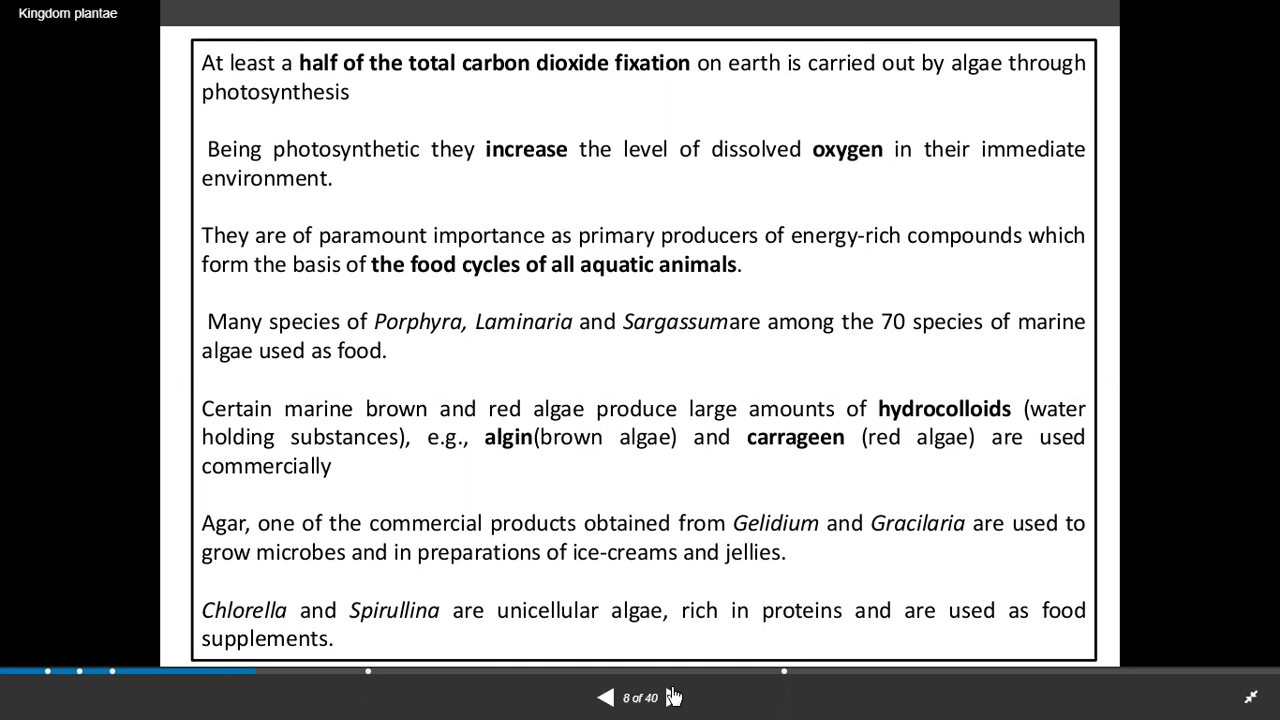 Kingdom plantae
At least a half of the total carbon dioxide fixation on earth is carried out by algae through
photosynthesis
Being photosynthetic they increase the level of dissolved oxygen in their immediate
environment.
They are of paramount importance as primary producers of energy-rich compounds which
form the basis of the food cycles of all aquatic animals.
Many species of Porphyra, Laminaria and Sargassumare among the 70 species of marine
algae used as food.
Certain marine brown and red algae produce large amounts of hydrocolloids (water
holding substances), e.g., algin(brown algae) and carrageen (red algae) are used
commercially
Agar, one of the commercial products obtained from Gelidium and Gracilaria are used to
grow microbes and in preparations of ice-creams and jellies.
Chlorella and Spirullina are unicellular algae, rich in proteins and are used as food
supplements.
8 of 40